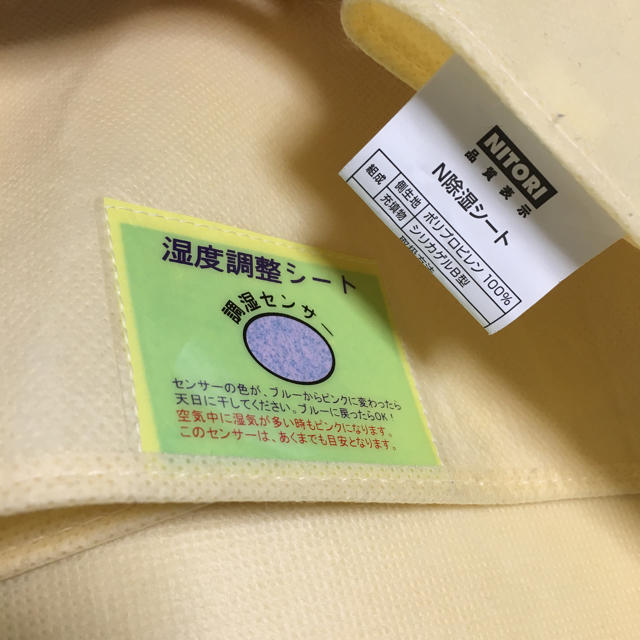 NITORI
品質表示
N除湿シート
組成
側生地 ポリプロピレン 100%
充填物 シリカゲルB型
湿度調整シート
調湿センサー
センサーの色が、ブルーからピンクに変わったら
天日に干してください。ブルーに戻ったらOK!
空気中に湿気が多い時もピンクになります。
このセンサーは、あくまでも目安となります。